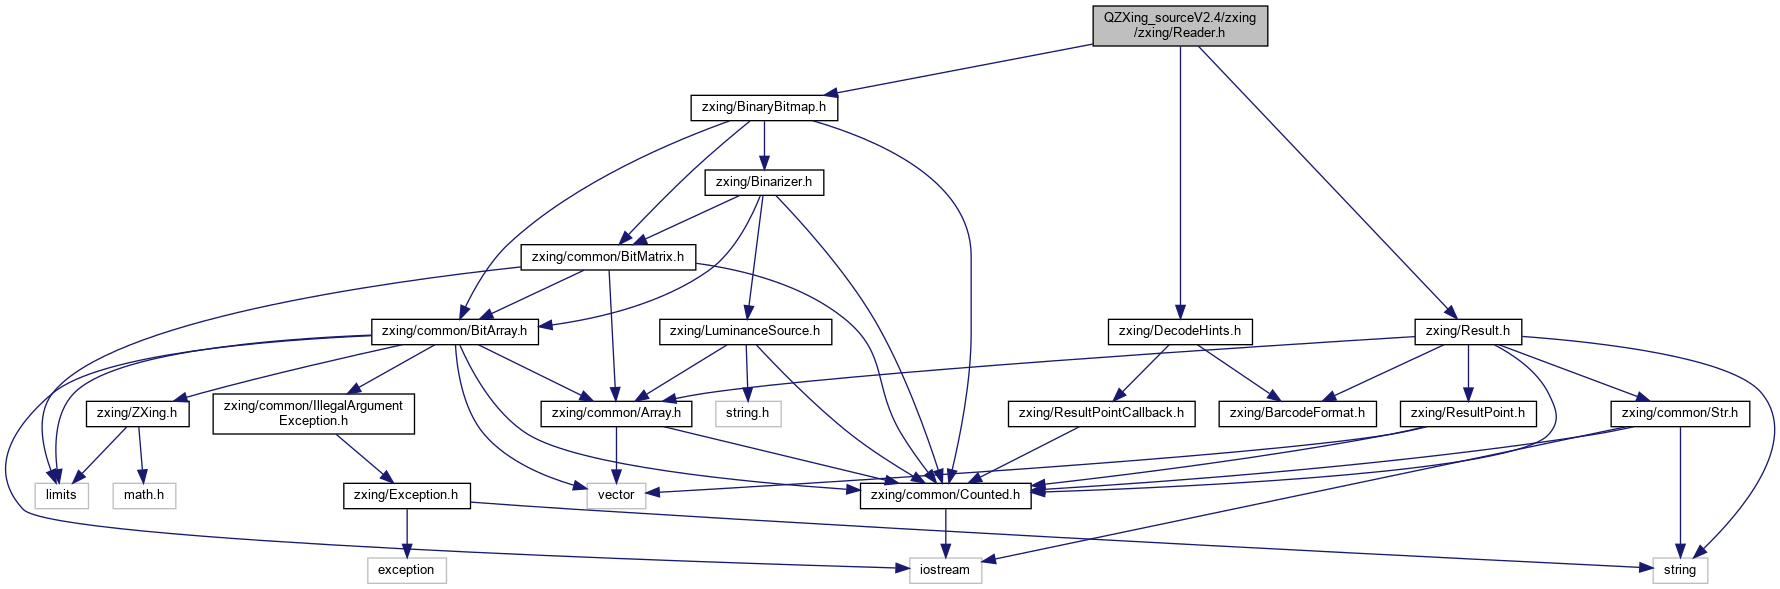 QZXing_sourceV2.4/zxing
/zxing/Reader.h
zxing/BinaryBitmap.h
zxing/Binarizer.h
zxing/common/BitMatrix.h
zxing/common/BitArray.h
zxing/LuminanceSource.h
zxing/DecodeHints.h
zxing/Result.h
zxing/ZXing.h
zxing/common/IllegalArgument
Exception.h
zxing/common/Array.h
string.h
zxing/ResultPointCallback.h
zxing/BarcodeFormat.h
zxing/ResultPoint.h
zxing/common/Str.h
limits
math.h
zxing/Exception.h
vector
zxing/common/Counted.h
exception
iostream
string